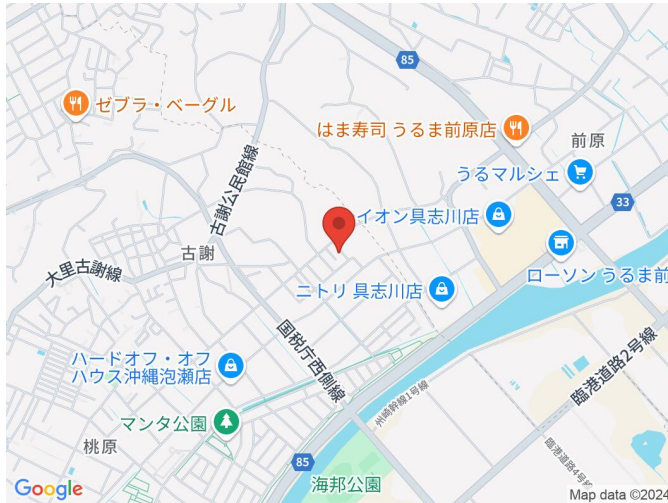 85
ゼブラ・ベーグル
はま寿司 うるま前原店
前原
うるマルシェ
古謝公民館線
33
イオン具志川店
古謝
大里古謝線
ローソン うるま前
ニトリ 具志川店
国税庁西側線
臨港道路2号線
ハードオフ・オフ
ハウス沖縄泡瀬店
州崎幹線1号線
マンタ公園
桃原
臨港道路4号線
85
海邦公園
Google
Map data ©2024